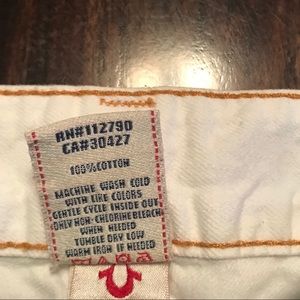 RN#112790
CA#30427
100%COTTON
MACHINE WASH COLD
WITH LIKE COLORS
GENTLE CYCLE INSIDE OUT
ONLY NON-CHLORINE BLEACH
WHEN NEEDED
TUMBLE DRY LOW
WARM IRON IF NEEDED